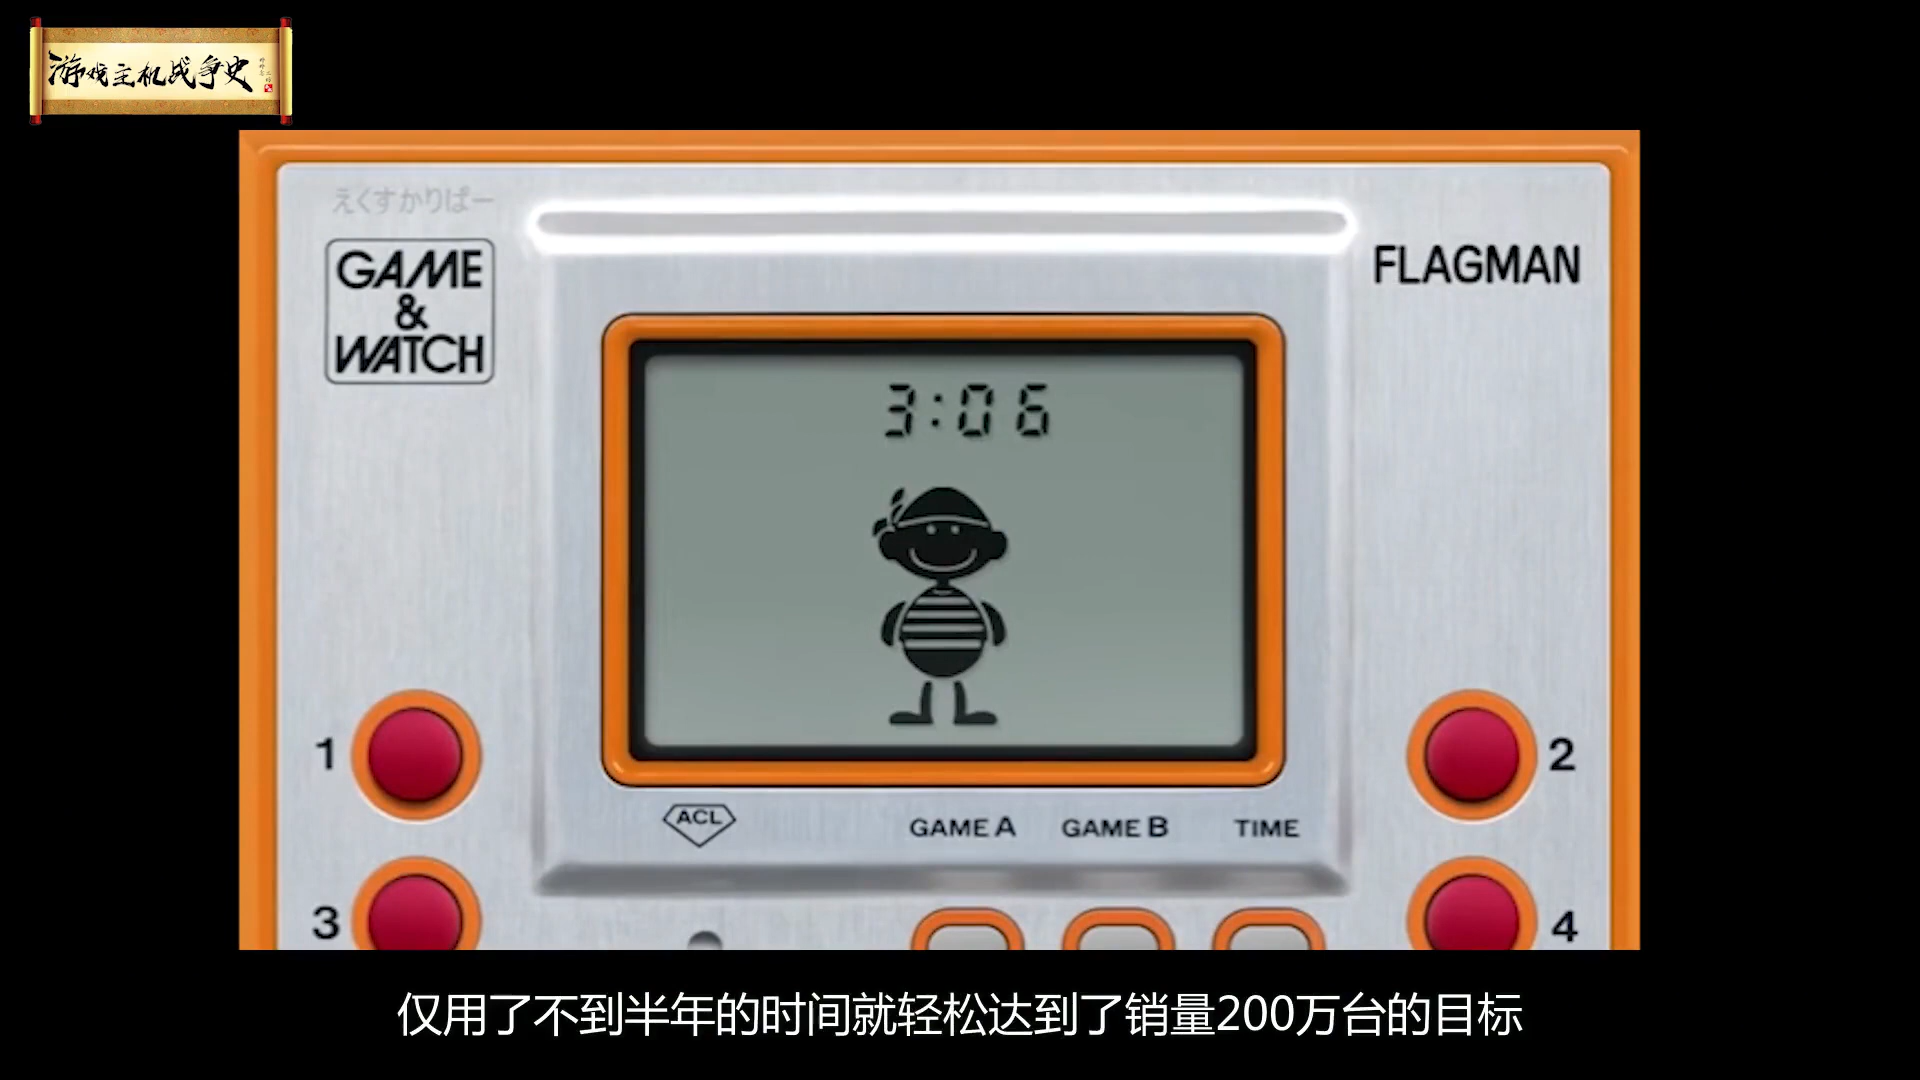 游戏主机战争史
えくすかりぱー
GAME
&
WATCH
FLAGMAN
3:06
1
2
ACL
GAME A
GAME B
TIME
3
4
仅用了不到半年的时间就轻松达到了销量200万台的目标